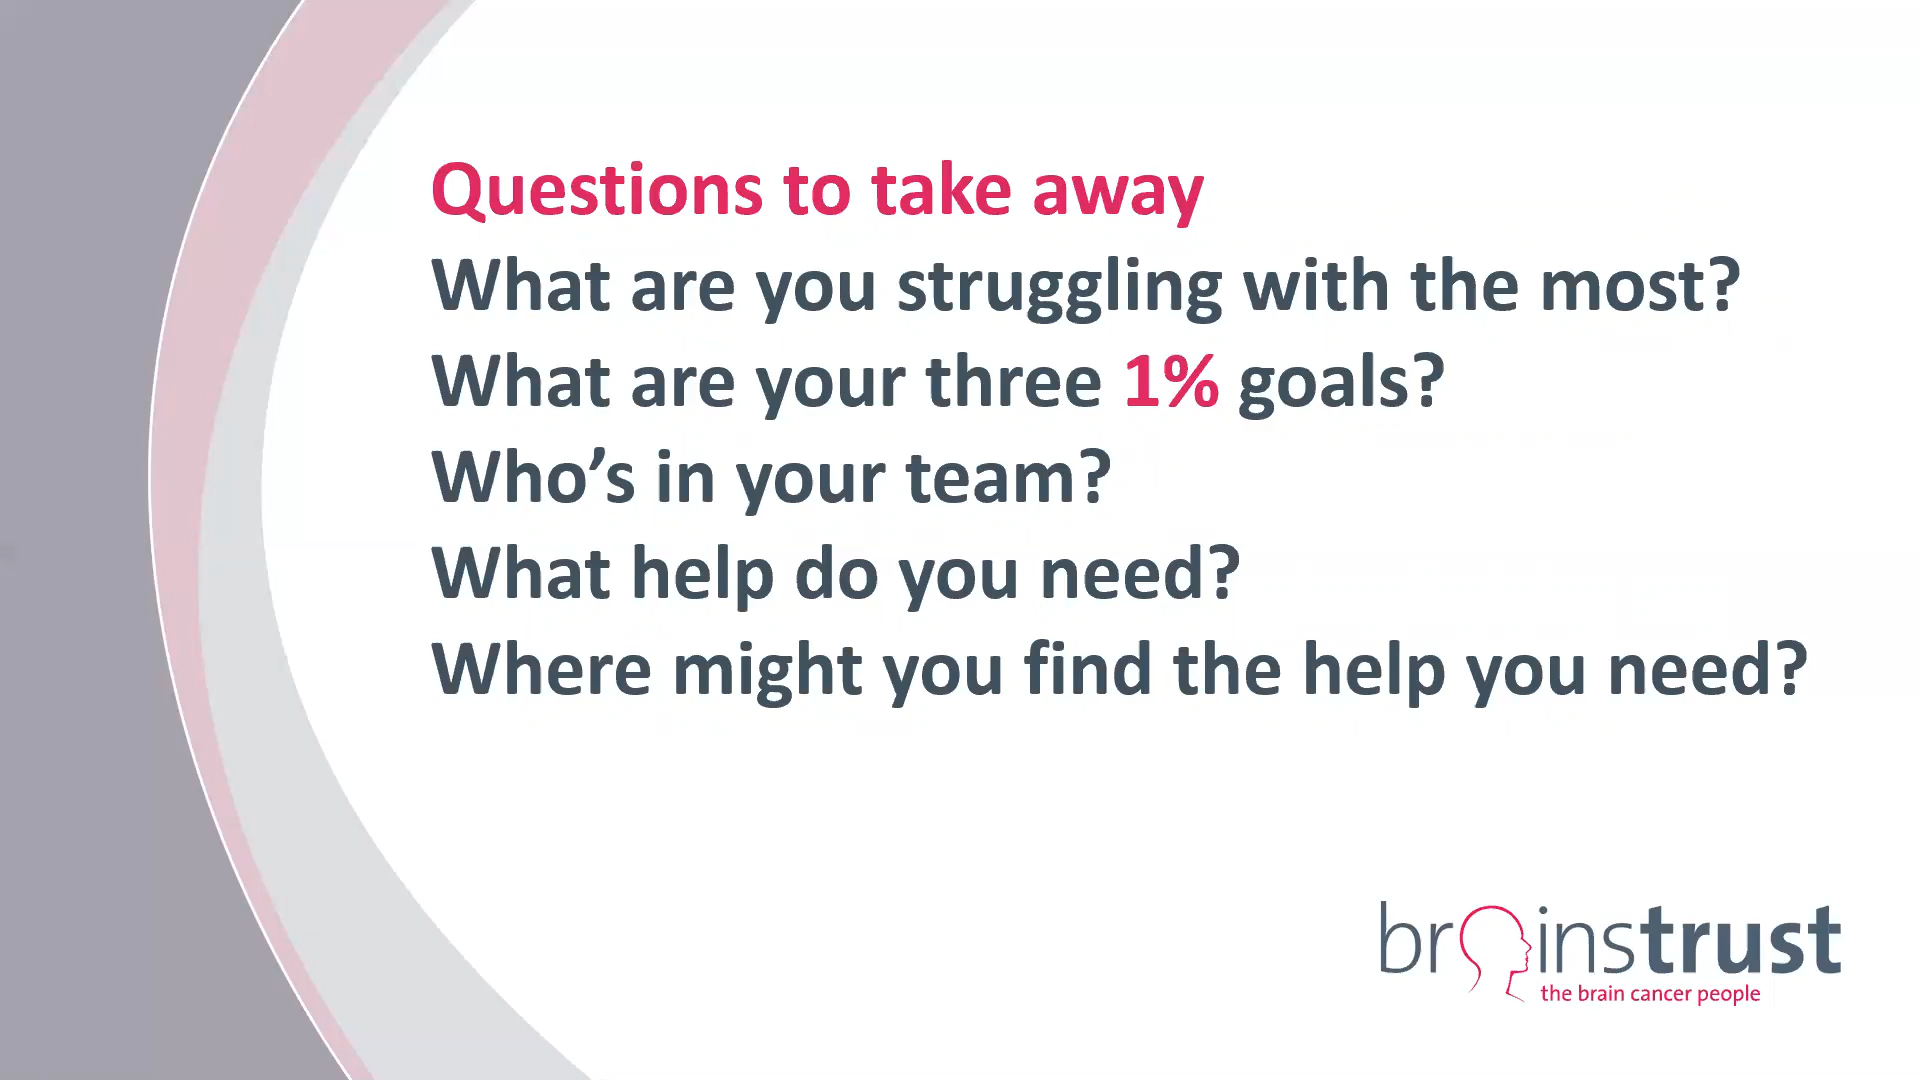 Questions to take away
What are you struggling with the most?
What are your three 1% goals?
Who’s in your team?
What help do you need?
Where might you find the help you need?
brainstrust
the brain cancer people